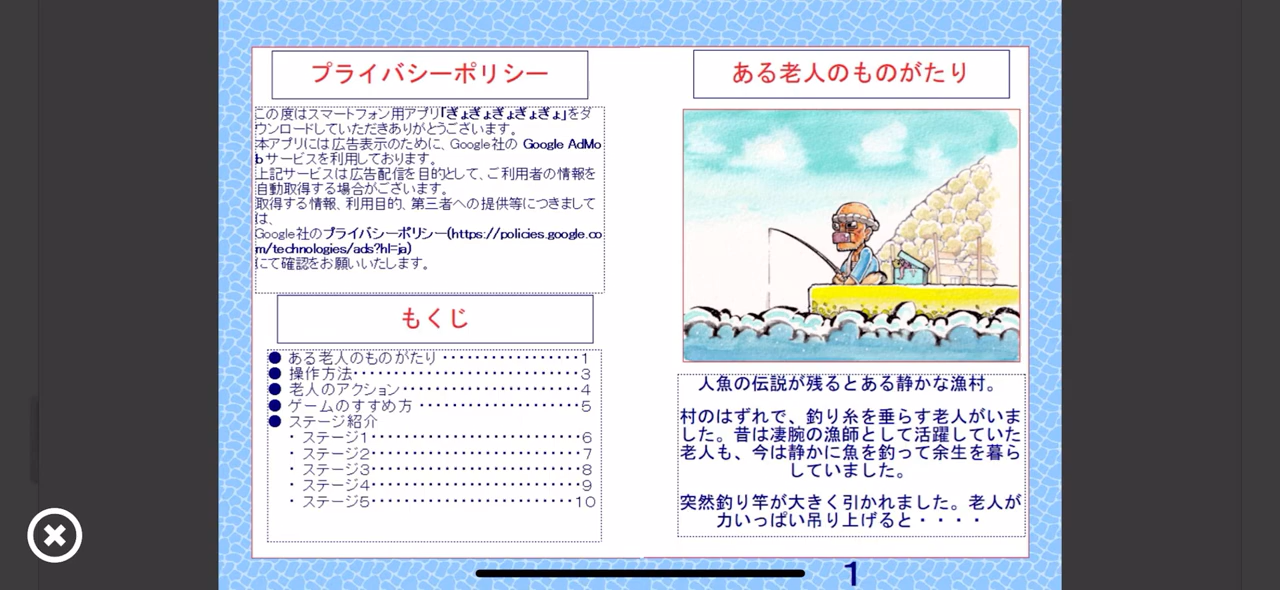 プライバシーポリシー
この度はスマートフォン用アプリ「ぎょぎょぎょぎょぎょ」をダ
ウンロードしていただきありがとうございます。
本アプリには広告表示のために、Google社の Google AdMo
b サービスを利用しております。
上記サービスは広告配信を目的として、ご利用者の情報を
自動取得する場合がございます。
取得する情報、利用目的、第三者への提供等につきまして
は、
Google社のプライバシーポリシー(https://policies.google.co
m/technologies/ads?hl=ja)
にて確認をお願いいたします。
もくじ
● ある老人のものがたり ・・・・・・・・・・・・・・・・・1
● 操作方法・・・・・・・・・・・・・・・・・・・・・・・・・・・・3
● 老人のアクション・・・・・・・・・・・・・・・・・・・・・・4
● ゲームのすすめ方 ・・・・・・・・・・・・・・・・・・・・5
● ステージ紹介
・ ステージ1・・・・・・・・・・・・・・・・・・・・・・・・・・6
・ ステージ2・・・・・・・・・・・・・・・・・・・・・・・・・・7
・ ステージ3・・・・・・・・・・・・・・・・・・・・・・・・・・8
・ ステージ4・・・・・・・・・・・・・・・・・・・・・・・・・・9
・ ステージ5・・・・・・・・・・・・・・・・・・・・・・・・・10
ある老人のものがたり
人魚の伝説が残るとある静かな漁村。
村のはずれで、釣り糸を垂らす老人がいま
した。昔は凄腕の漁師として活躍していた
老人も、今は静かに魚を釣って余生を暮ら
していました。
突然釣り竿が大きく引かれました。老人が
力いっぱい吊り上げると・・・・
1